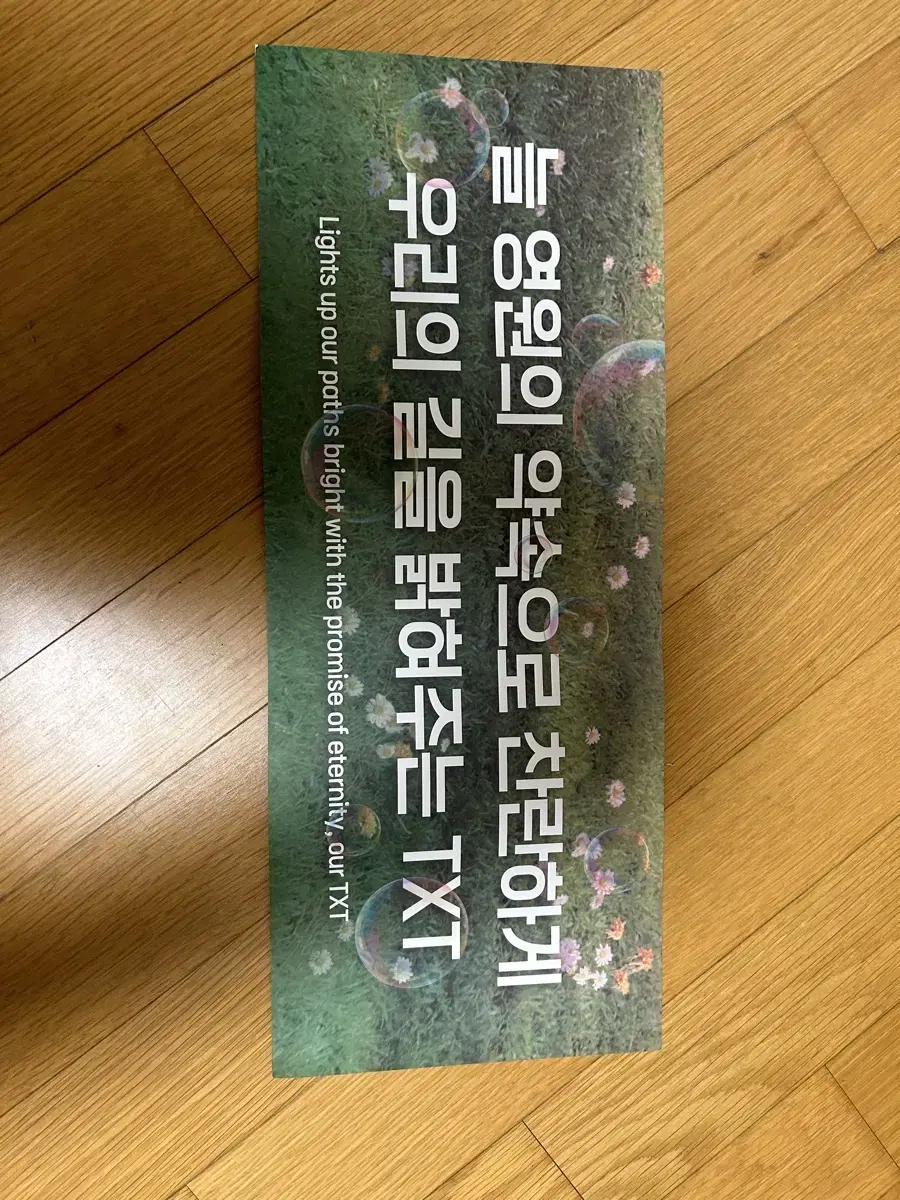 늘 영원의 약속으로 찬란하게
우리의 길을 밝혀주는 TXT
Lights up our paths bright with the promise of eternity, our TXT